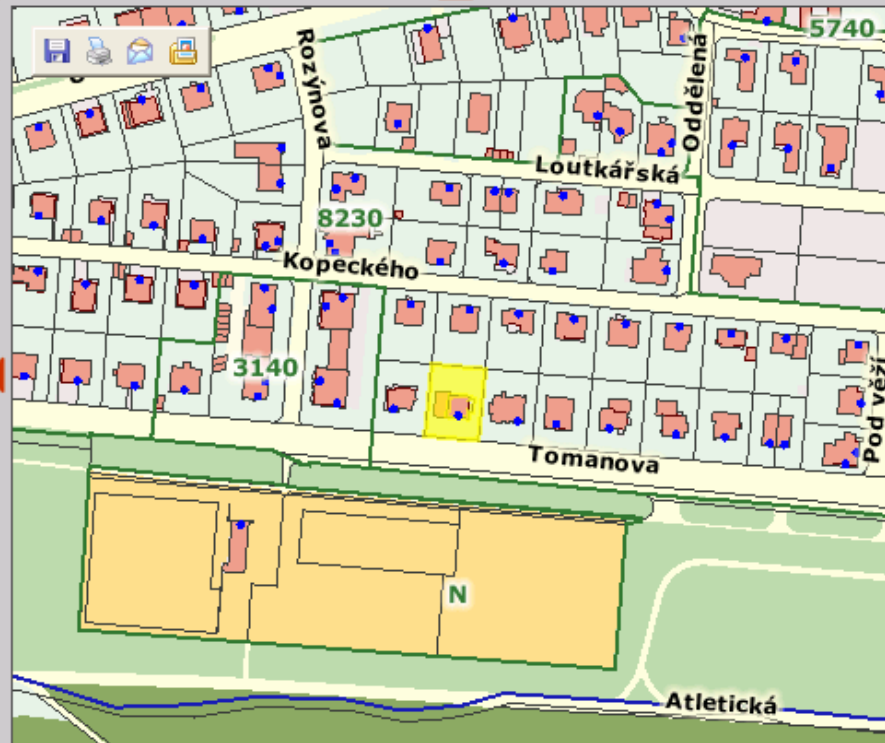 5740
Rozýnova
Oddělená
Loutkářská
8230
Kopeckého
3140
Pod věží
Tomanova
N
Atletická